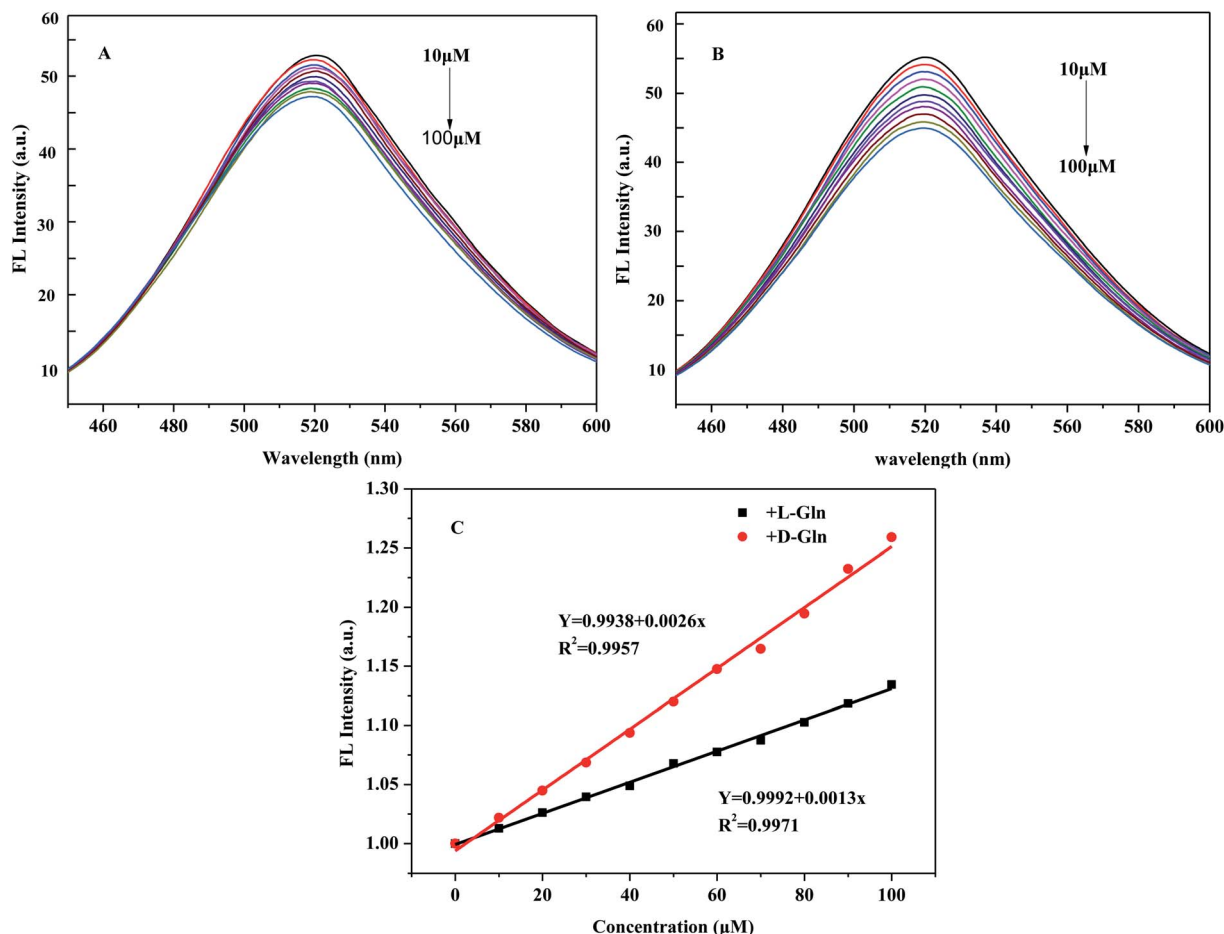 A
10μM
100μM
60
50
40
30
20
10
FL Intensity (a.u.)
460 480 500 520 540 560 580 600
Wavelength (nm)
B
10μM
100μM
60
50
40
30
20
10
FL Intensity (a.u.)
460 480 500 520 540 560 580 600
wavelength (nm)
C
+L-Gln
+D-Gln
Y=0.9938+0.0026x
R²=0.9957
Y=0.9992+0.0013x
R²=0.9971
1.30
1.25
1.20
1.15
1.10
1.05
1.00
FL Intensity (a.u.)
0 20 40 60 80 100
Concentration (μM)